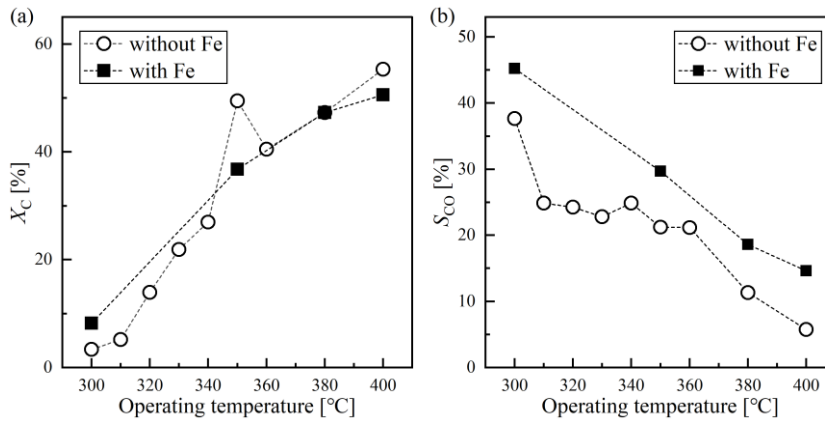 (a)
without Fe
with Fe
60
40
20
0
X_C [%]
300 320 340 360 380 400
Operating temperature [°C]
(b)
without Fe
with Fe
50
40
30
20
10
0
S_CO [%]
300 320 340 360 380 400
Operating temperature [°C]